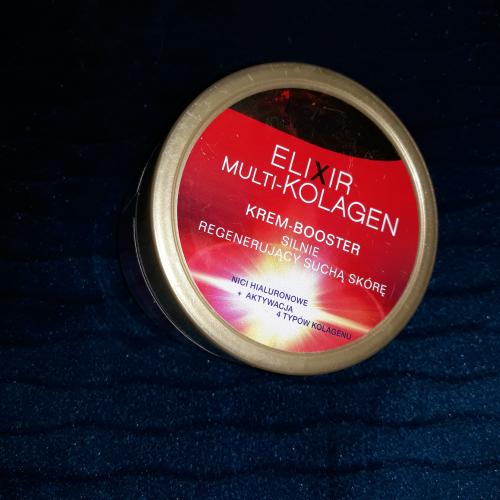 ELIXIR
MULTI-KOLAGEN
KREM-BOOSTER
SILNIE
REGENERUJĄCY SUCHĄ SKÓRĘ
NICI HIALURONOWE
+ AKTYWACJA
4 TYPÓW KOLAGENU